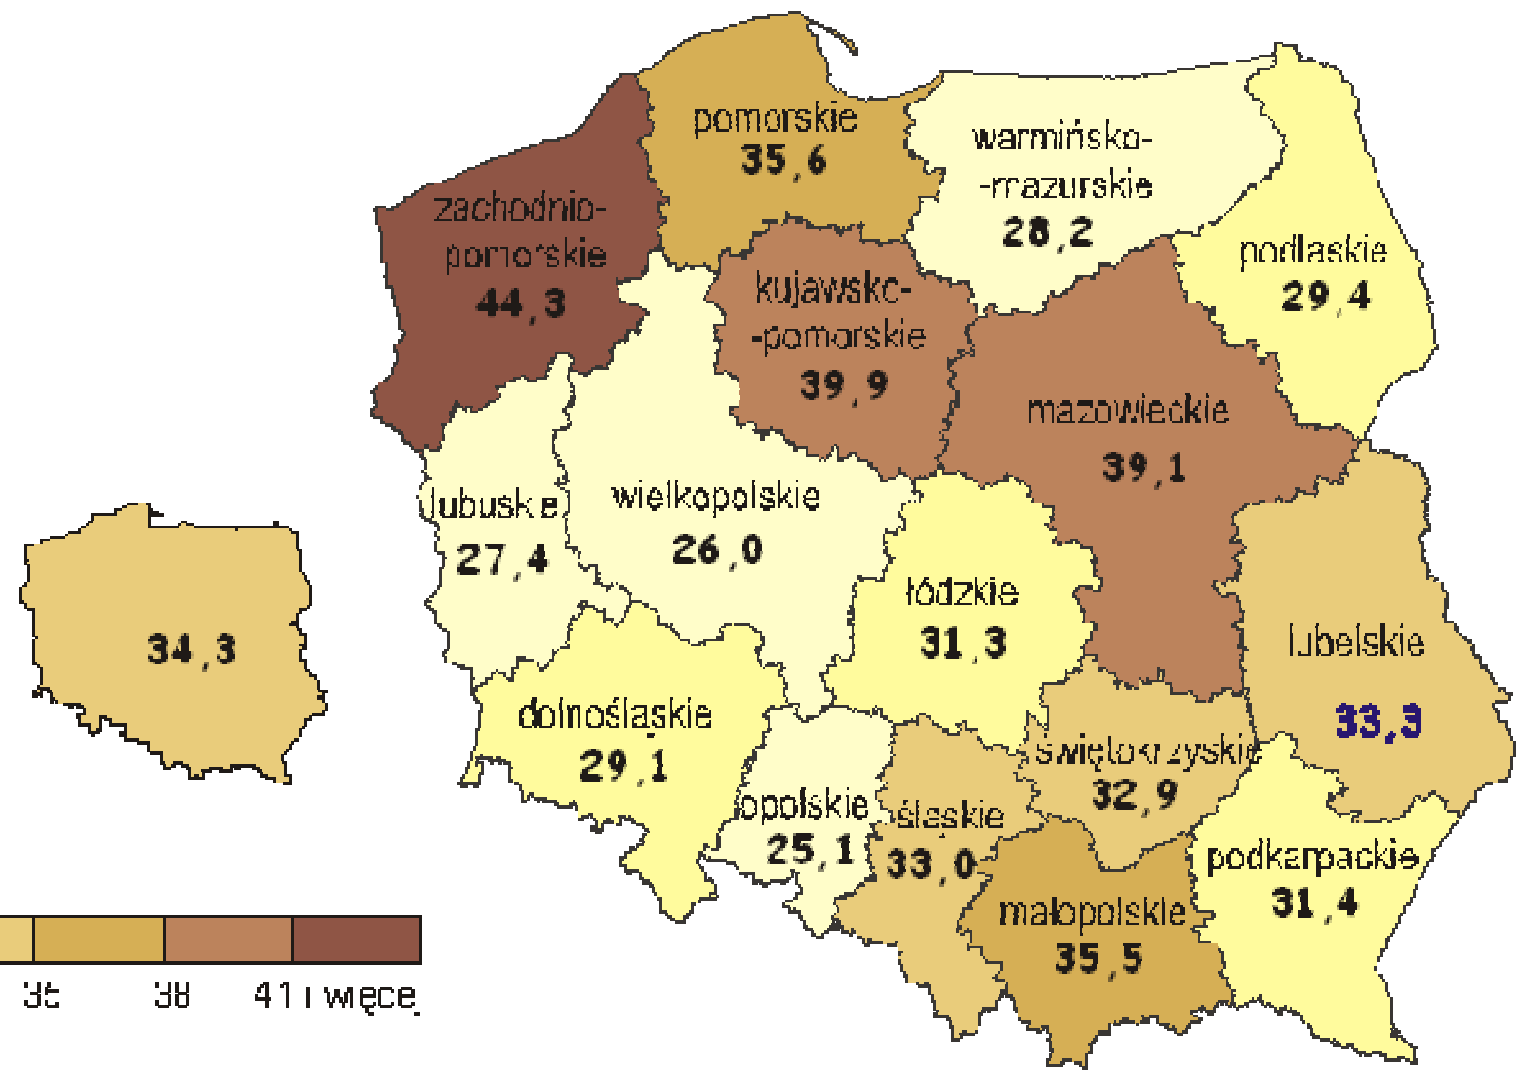 pomorskie
35,6
warmińsko-
-mazurskie
28,2
zachodnio-
pomorskie
44,3
podlaskie
29,4
kujawsko-
-pomorskie
39,9
mazowieckie
39,1
lubuskie
27,4
wielkopolskie
26,0
łódzkie
31,3
lubelskie
33,3
34,3
dolnośląskie
29,1
świętokrzyskie
32,9
opolskie
25,1
śląskie
33,0
podkarpackie
31,4
małopolskie
35,5
35 38 41 i więcej